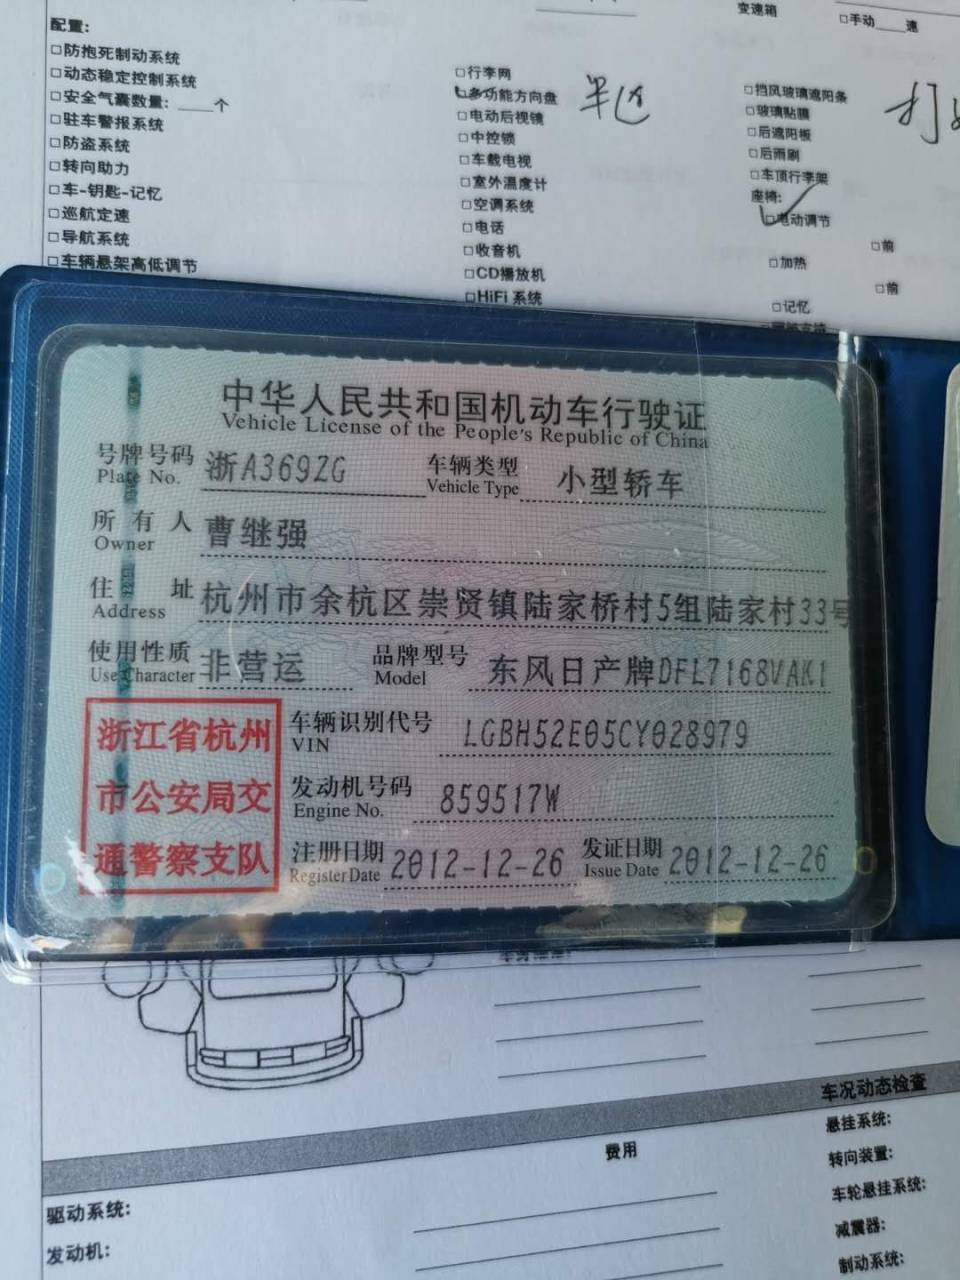 变速箱
□手动____速
配置:
□防抱死制动系统
□动态稳定控制系统
□安全气囊数量: ____个
□驻车警报系统
□防盗系统
□转向助力
□车-钥匙-记忆
□巡航定速
□导航系统
□车辆悬架高低调节
□行李网
□多功能方向盘
□电动后视镜
□中控锁
□车载电视
□室外温度计
□空调系统
□电话
□收音机
□CD播放机
□HiFi 系统
□挡风玻璃遮阳条
□玻璃贴膜
□后遮阳板
□后雨刷
□车顶行李架
座椅:
□电动调节
□前
□加热
□前
□记忆
中华人民共和国机动车行驶证
Vehicle License of the People's Republic of China
号牌号码 浙A369ZG 车辆类型 小型轿车
Plate No. Vehicle Type
所有人 曹继强
Owner
住址 杭州市余杭区崇贤镇陆家桥村5组陆家村33号
Address
使用性质 非营运 品牌型号 东风日产牌DFL7168VAK1
Use Character Model
浙江省杭州
市公安局交
通警察支队
车辆识别代号 LGBH52E05CY028979
VIN
发动机号码 859517W
Engine No.
注册日期 2012-12-26 发证日期 2012-12-26
Register Date Issue Date
车况动态检查
费用
悬挂系统:
转向装置:
车轮悬挂系统:
减震器:
制动系统:
驱动系统:
发动机: